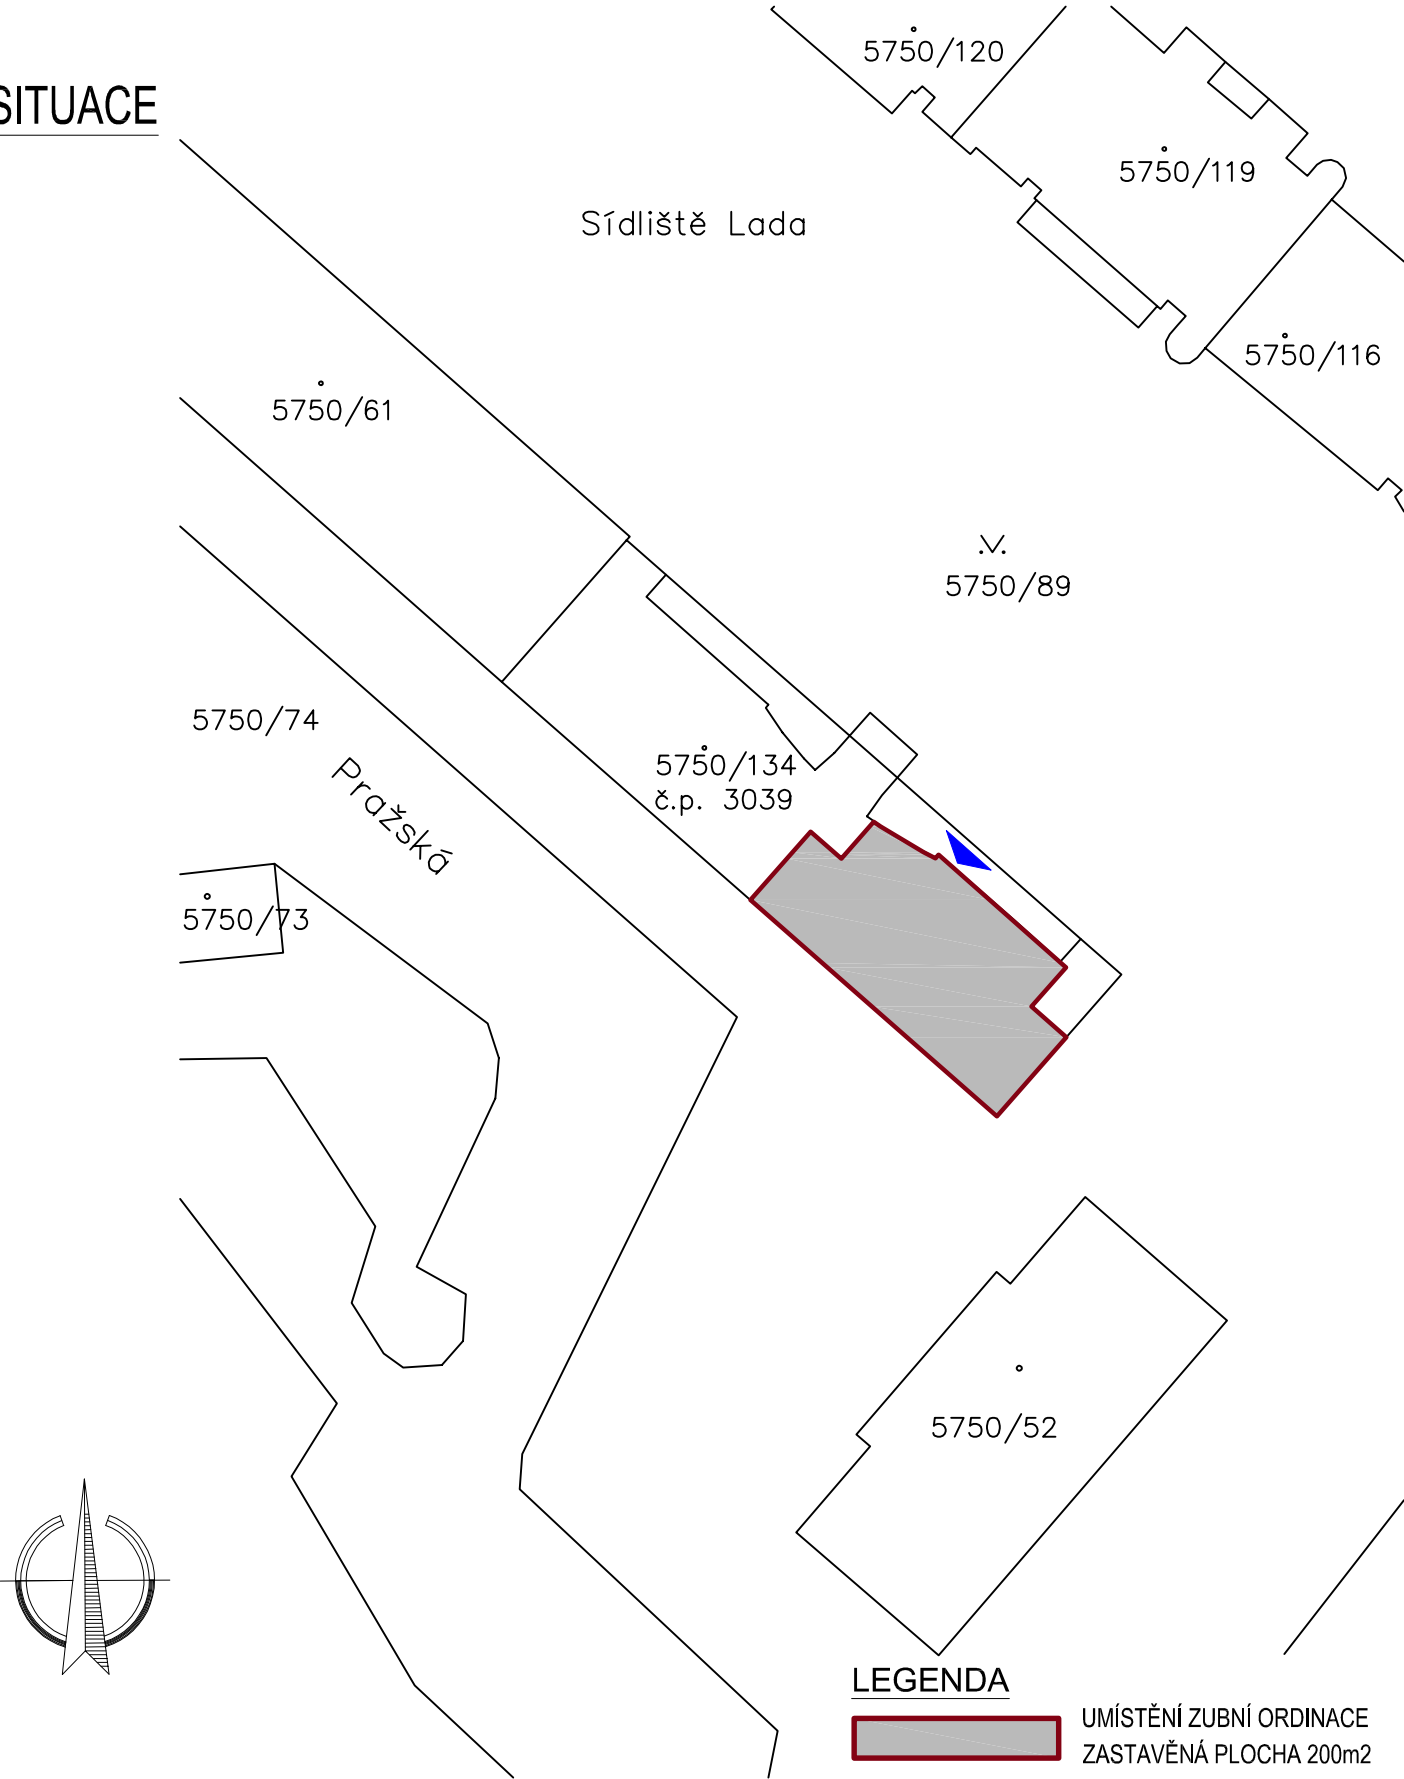 5750/120
SITUACE
5750/119
Sídliště Lada
5750/116
5750/61
5750/89
5750/74
Pražská
5750/134
č.p. 3039
5750/73
5750/52
LEGENDA
UMÍSTĚNÍ ZUBNÍ ORDINACE
ZASTAVĚNÁ PLOCHA 200m2